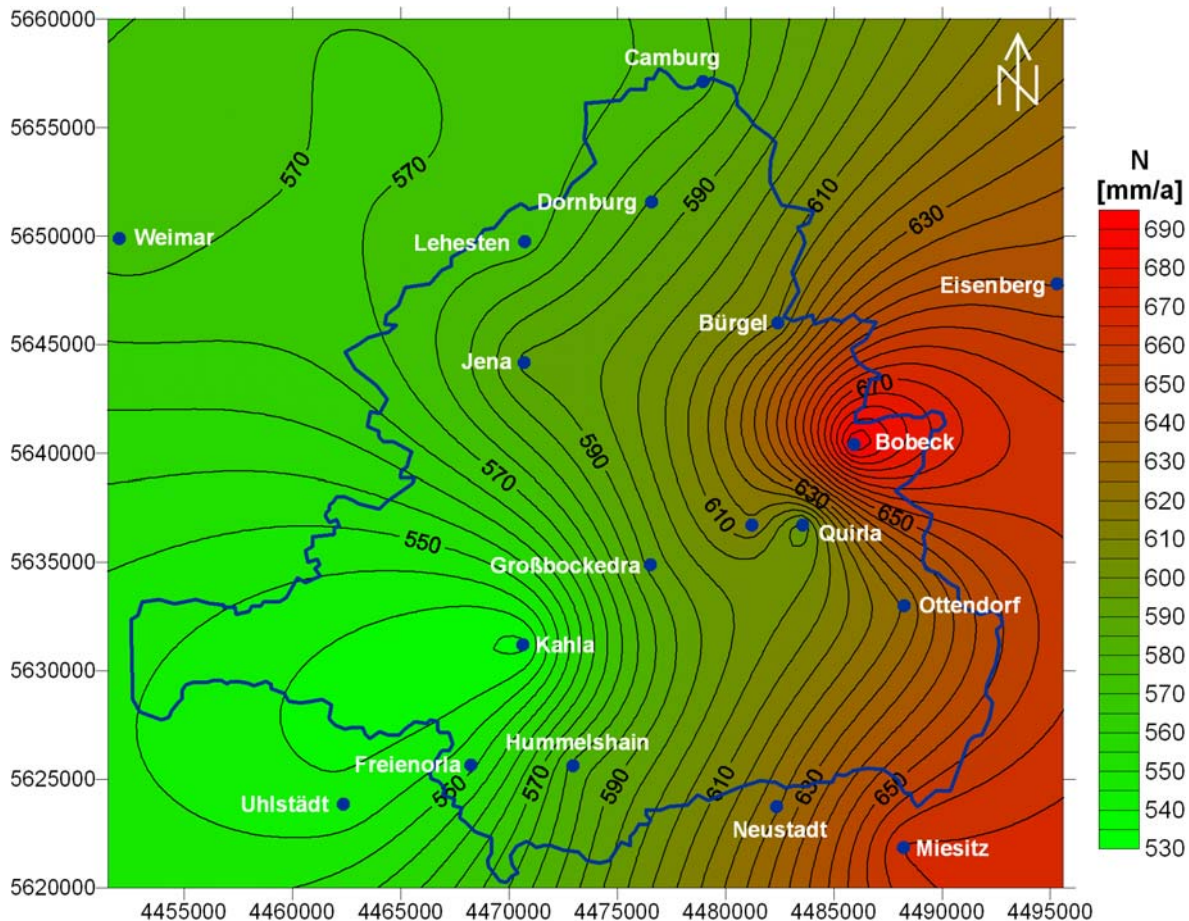 5660000
5655000
5650000
5645000
5640000
5635000
5630000
5625000
5620000
4455000
4460000
4465000
4470000
4475000
4480000
4485000
4490000
Camburg
N
570
570
590
610
630
Dornburg
Weimar
Lehesten
Eisenberg
Bürgel
Jena
670
Bobeck
590
570
630
610
650
Quirla
550
Großbockedra
Ottendorf
Kahla
Hummelshain
Freienorla
560
570
590
610
630
650
Uhlstädt
Neustadt
Miesitz
N
[mm/a]
690
680
670
660
650
640
630
620
610
600
590
580
570
560
550
540
530